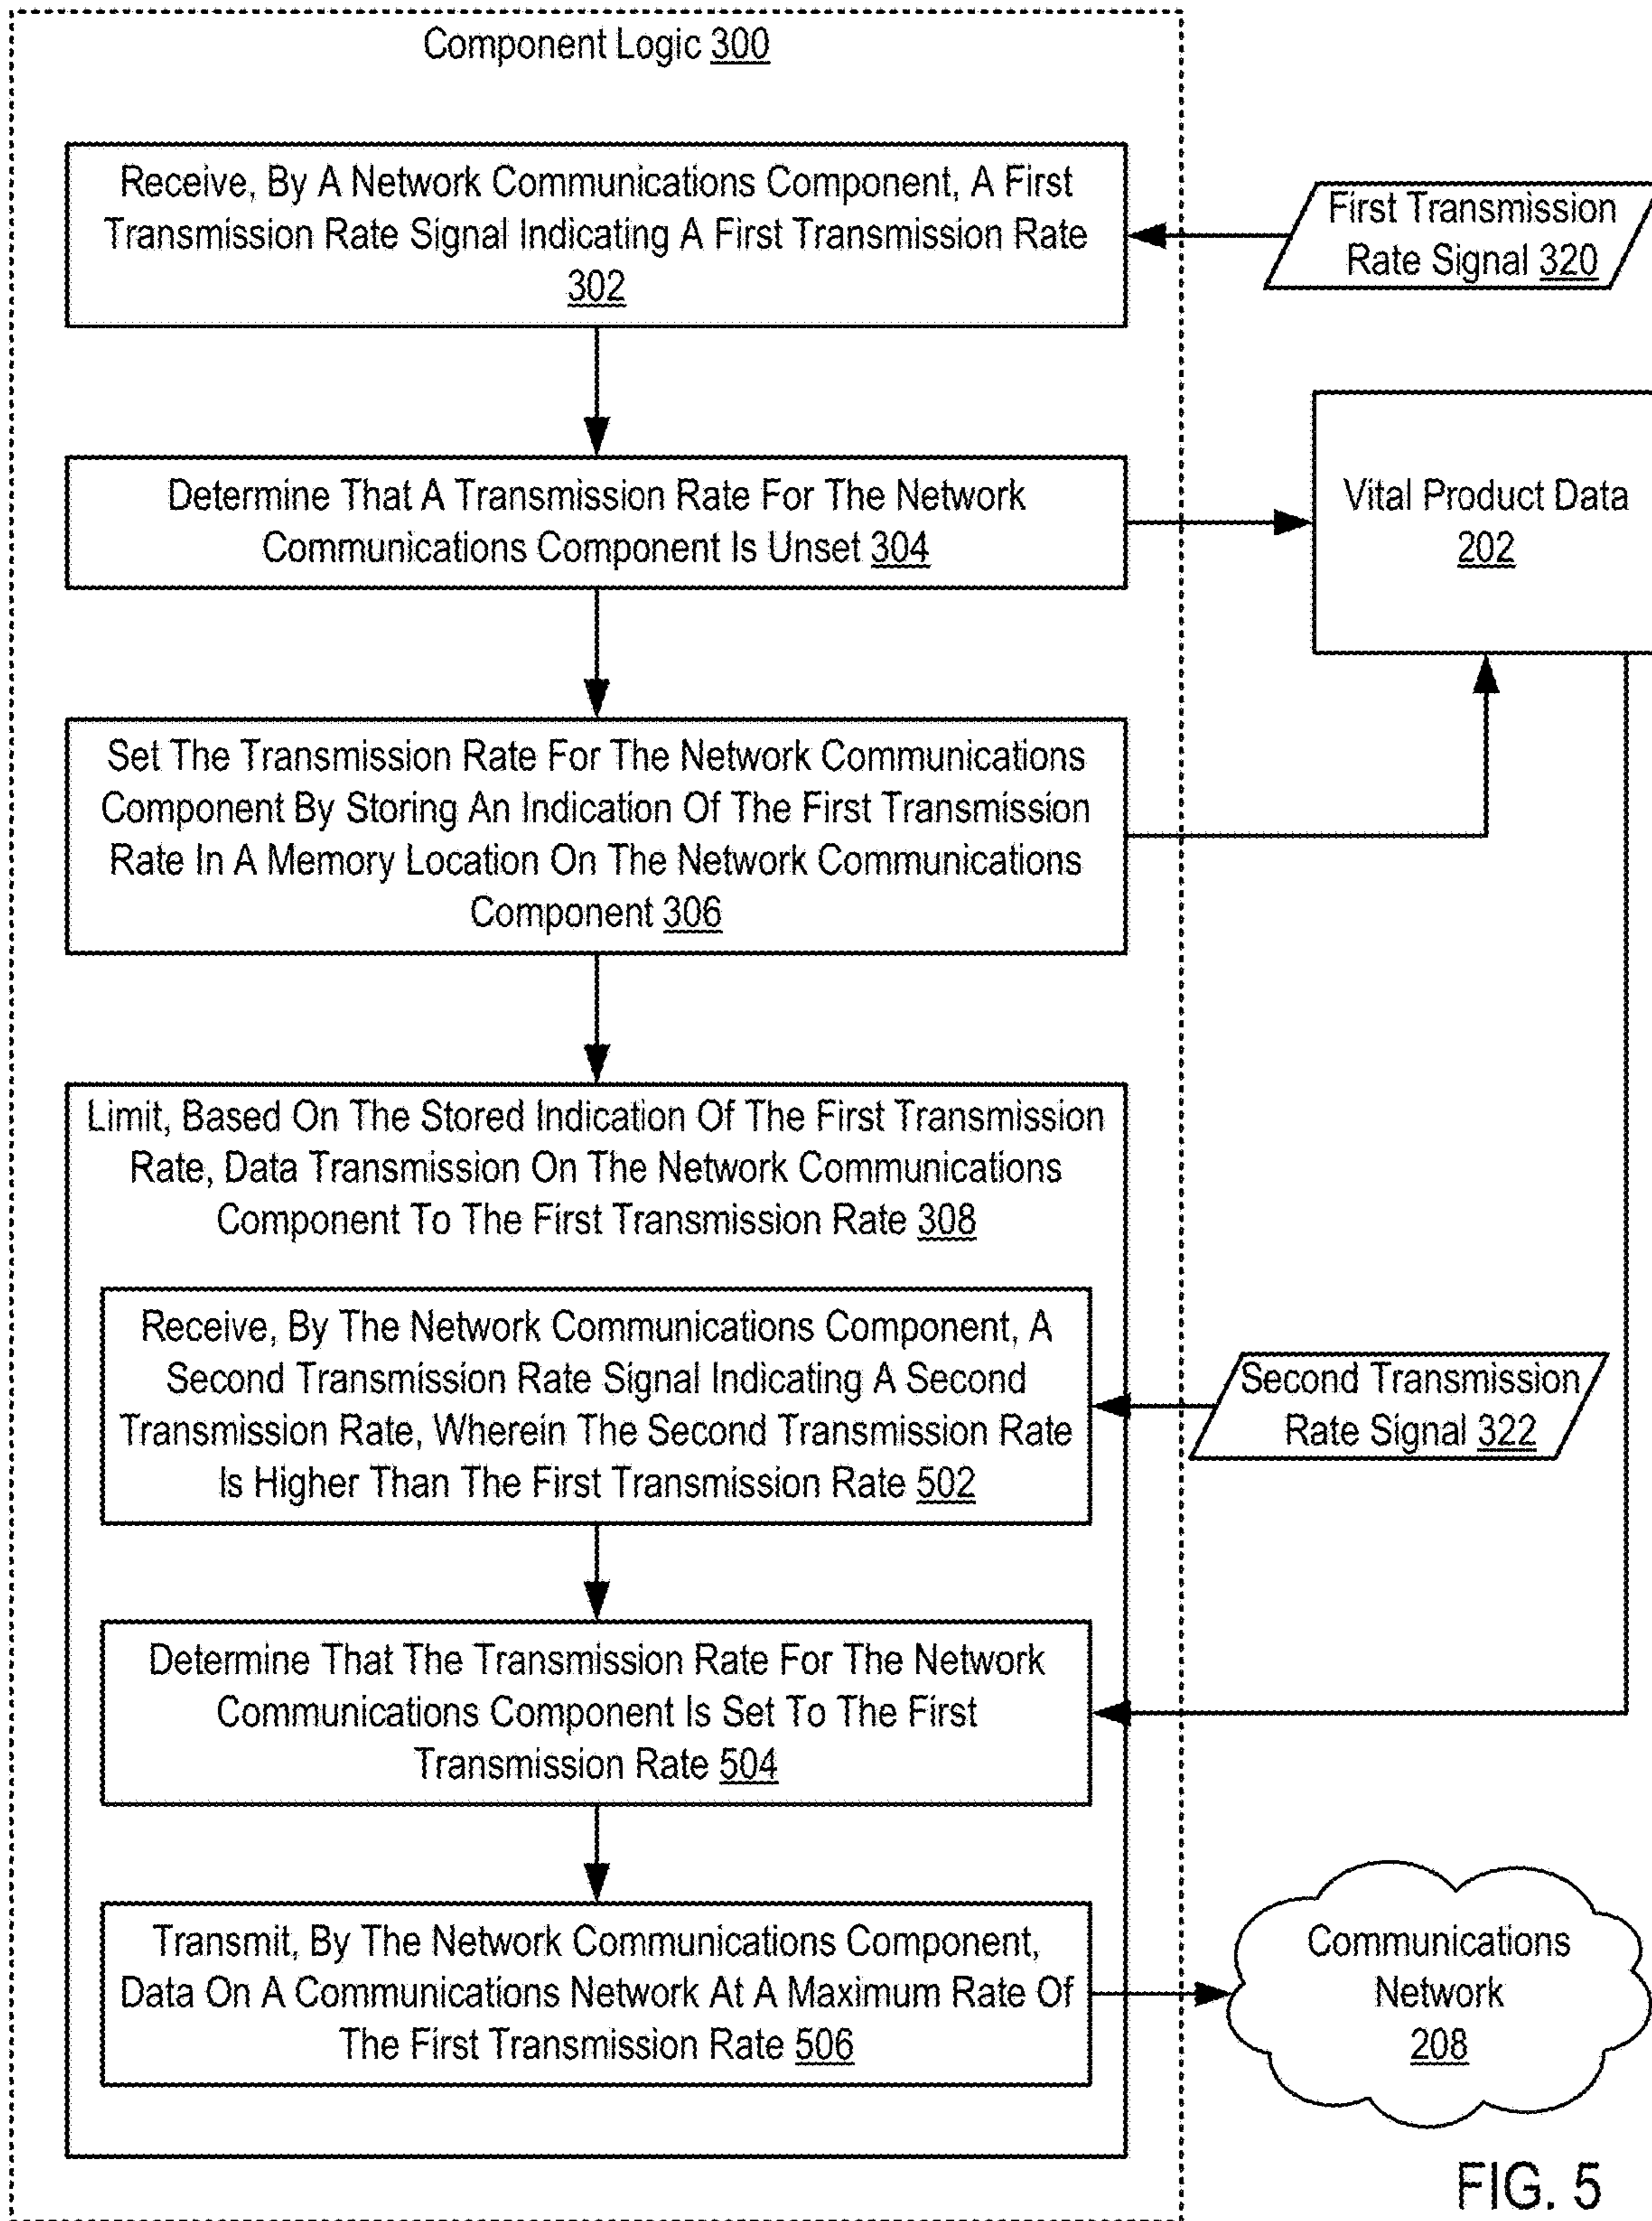 Component Logic 300
Receive, By A Network Communications Component, A First
Transmission Rate Signal Indicating A First Transmission Rate
302
First Transmission
Rate Signal 320
Determine That A Transmission Rate For The Network
Communications Component Is Unset 304
Vital Product Data
202
Set The Transmission Rate For The Network Communications
Component By Storing An Indication Of The First Transmission
Rate In A Memory Location On The Network Communications
Component 306
Limit, Based On The Stored Indication Of The First Transmission
Rate, Data Transmission On The Network Communications
Component To The First Transmission Rate 308
Receive, By The Network Communications Component, A
Second Transmission Rate Signal Indicating A Second
Transmission Rate, Wherein The Second Transmission Rate
Is Higher Than The First Transmission Rate 502
Second Transmission
Rate Signal 322
Determine That The Transmission Rate For The Network
Communications Component Is Set To The First
Transmission Rate 504
Transmit, By The Network Communications Component,
Data On A Communications Network At A Maximum Rate Of
The First Transmission Rate 506
Communications
Network
208
FIG. 5